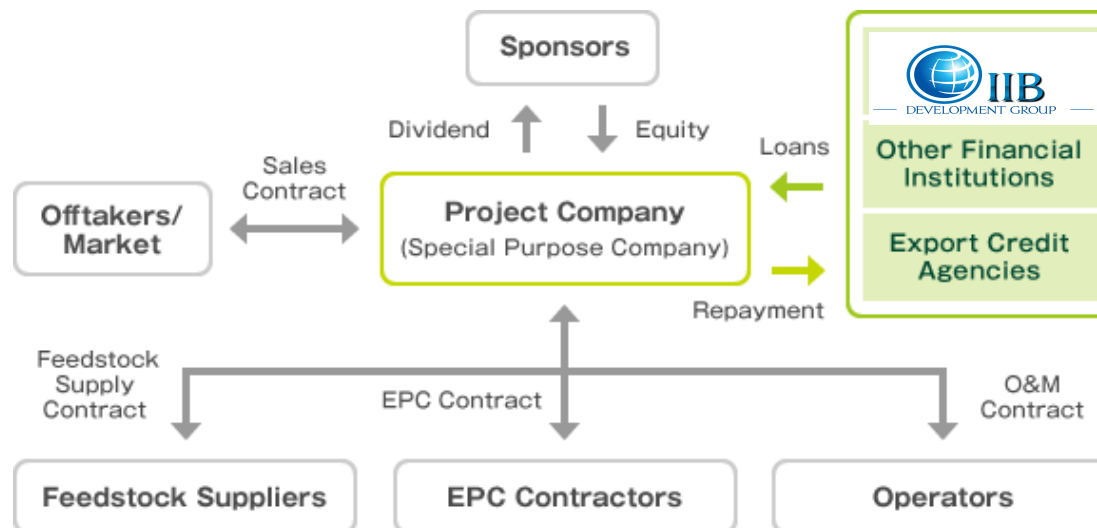 Sponsors
IIB
DEVELOPMENT GROUP
Dividend
Equity
Loans
Other Financial
Institutions
Sales
Contract
Offtakers/
Market
Project Company
(Special Purpose Company)
Export Credit
Agencies
Repayment
Feedstock
Supply
Contract
EPC Contract
O&M
Contract
Feedstock Suppliers
EPC Contractors
Operators